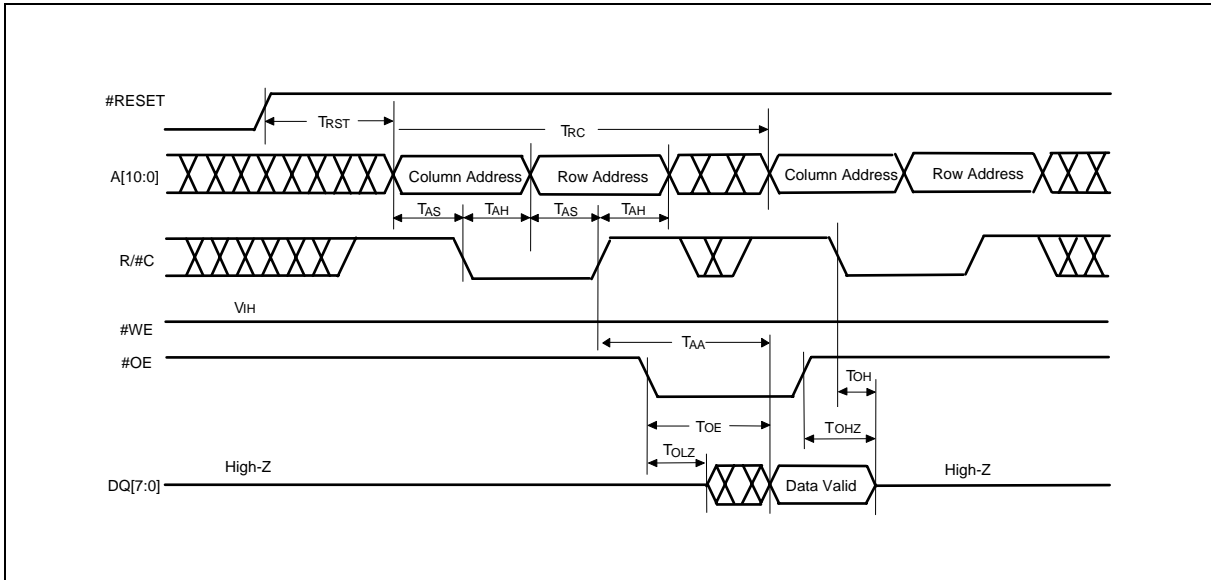 #RESET
TRST
TRC
A[10:0]
Column Address
Row Address
Column Address
Row Address
TAS
TAH
TAS
TAH
R/#C
VIH
#WE
TAA
#OE
TOH
TOE
TOHZ
TOLZ
High-Z
High-Z
DQ[7:0]
Data Valid